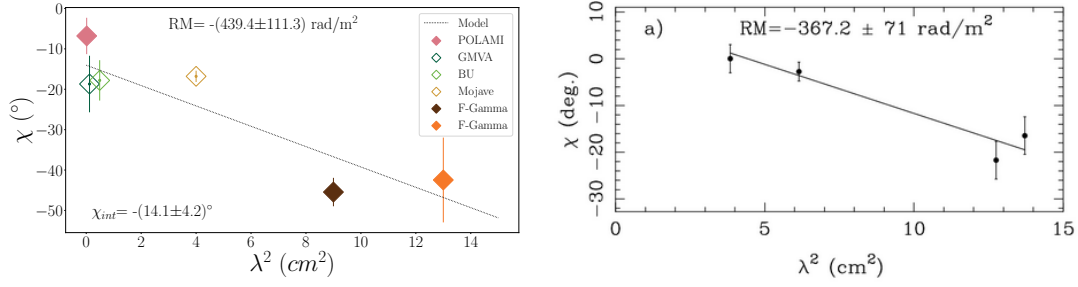 RM= -(439.4±111.3) rad/m²
Model
POLAMI
GMVA
BU
Mojave
F-Gamma
F-Gamma
χint= -(14.1±4.2)°
χ (°)
0
−10
−20
−30
−40
−50
0 2 4 6 8 10 12 14
λ² (cm²)
a) RM=−367.2 ± 71 rad/m²
χ (deg.)
10
0
−10
−20
−30
0 5 10 15
λ² (cm²)